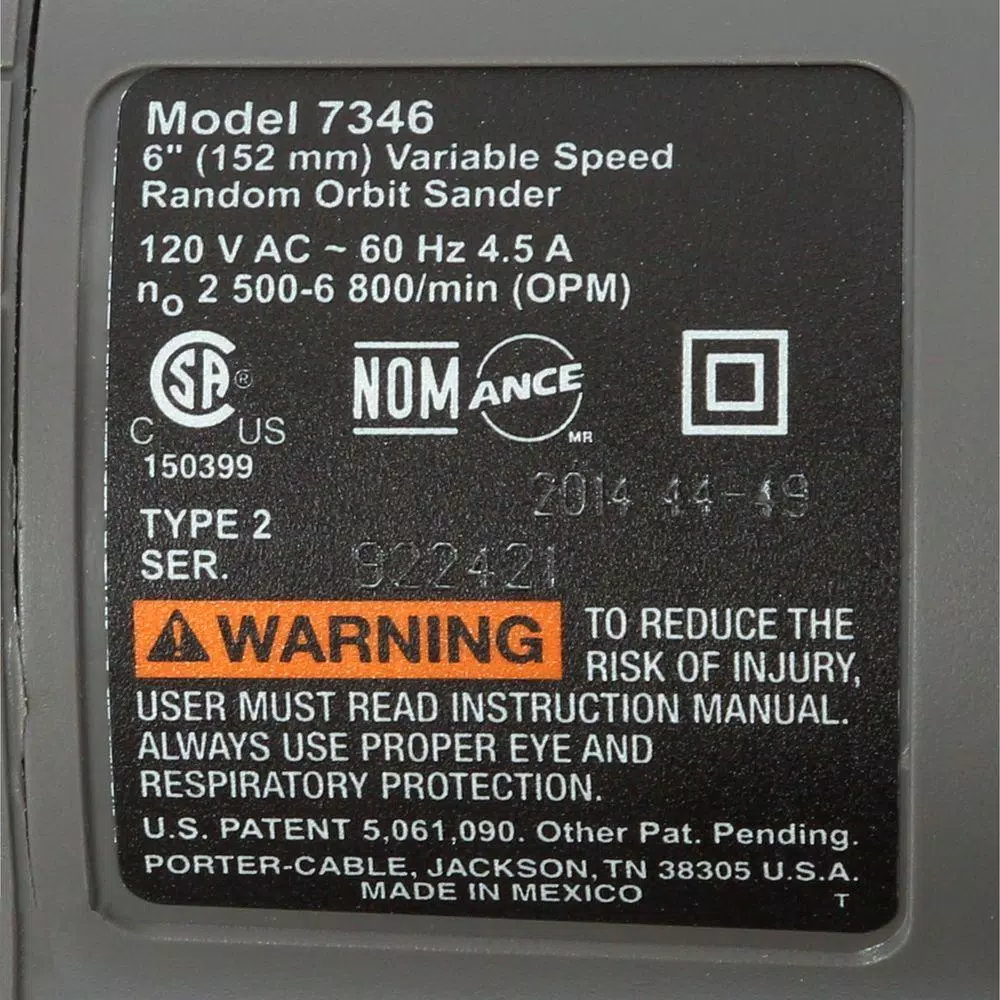 Model 7346
6" (152 mm) Variable Speed
Random Orbit Sander
120 V AC ~ 60 Hz 4.5 A
no 2 500-6 800/min (OPM)
CSA ®
C US
NOM ANCE
MR
150399
2014 44-49
TYPE 2
SER. 922421
WARNING TO REDUCE THE
RISK OF INJURY,
USER MUST READ INSTRUCTION MANUAL.
ALWAYS USE PROPER EYE AND
RESPIRATORY PROTECTION.
U.S. PATENT 5,061,090. Other Pat. Pending.
PORTER-CABLE, JACKSON, TN 38305 U.S.A.
MADE IN MEXICO
T